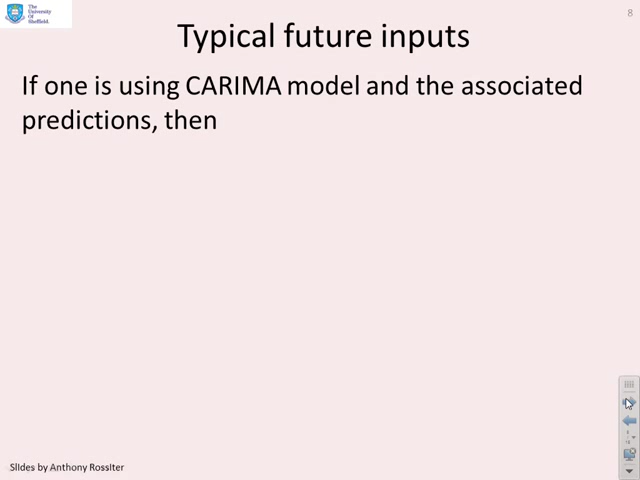 The
University
Of
Sheffield.
8
Typical future inputs
If one is using CARIMA model and the associated
predictions, then
Slides by Anthony Rossiter